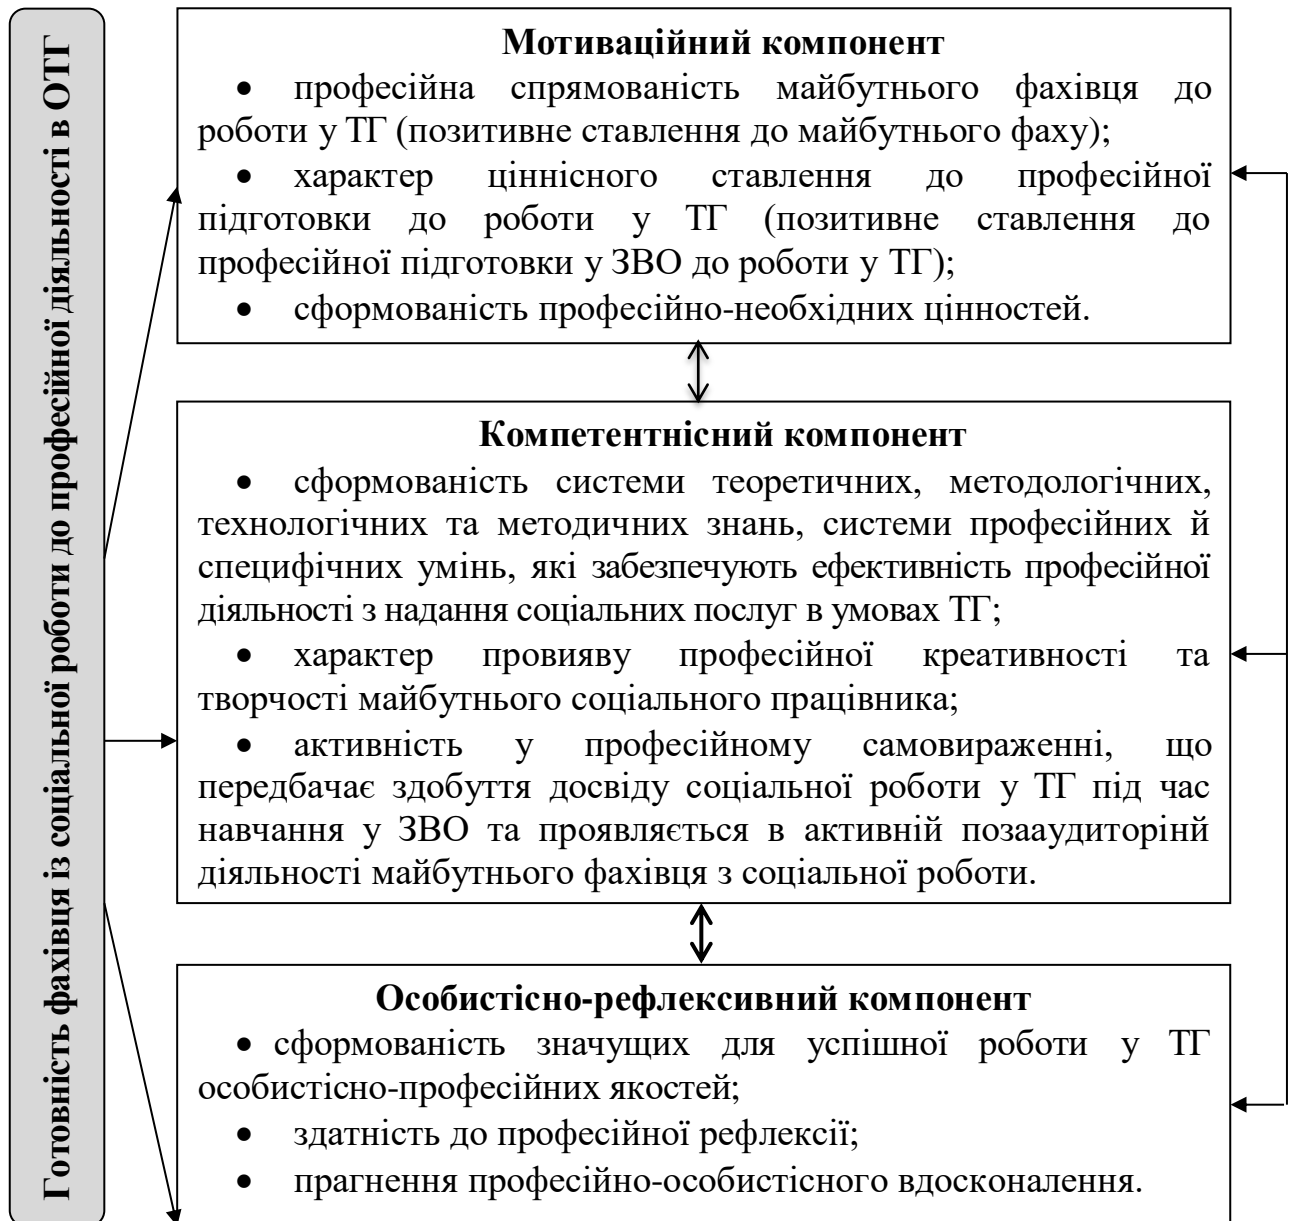 Готовність фахівця із соціальної роботи до професійної діяльності в ОТГ
Мотиваційний компонент
• професійна спрямованість майбутнього фахівця до
роботи у ТГ (позитивне ставлення до майбутнього фаху);
• характер ціннісного ставлення до професійної
підготовки до роботи у ТГ (позитивне ставлення до
професійної підготовки у ЗВО до роботи у ТГ);
• сформованість професійно-необхідних цінностей.
Компетентнісний компонент
• сформованість системи теоретичних, методологічних,
технологічних та методичних знань, системи професійних й
специфічних умінь, які забезпечують ефективність професійної
діяльності з надання соціальних послуг в умовах ТГ;
• характер провияву професійної креативності та
творчості майбутнього соціального працівника;
• активність у професійному самовираженні, що
передбачає здобуття досвіду соціальної роботи у ТГ під час
навчання у ЗВО та проявляється в активній позааудиторінй
діяльності майбутнього фахівця з соціальної роботи.
Особистісно-рефлексивний компонент
• сформованість значущих для успішної роботи у ТГ
особистісно-професійних якостей;
• здатність до професійної рефлексії;
• прагнення професійно-особистісного вдосконалення.